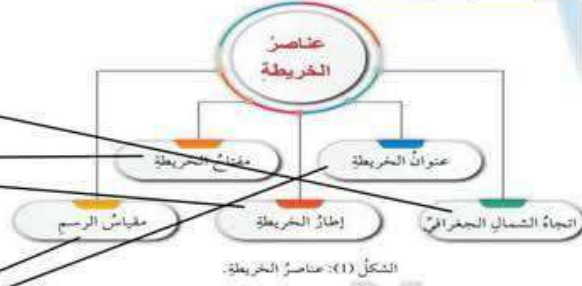 عناصرُ
الخريطةِ
عنوانُ الخريطةِ
مفتاحُ الخريطةِ
اتجاهُ الشمالِ الجغرافيِّ
إطارُ الخريطةِ
مقياسُ الرسمِ
الشكلُ (1): عناصرُ الخريطةِ.